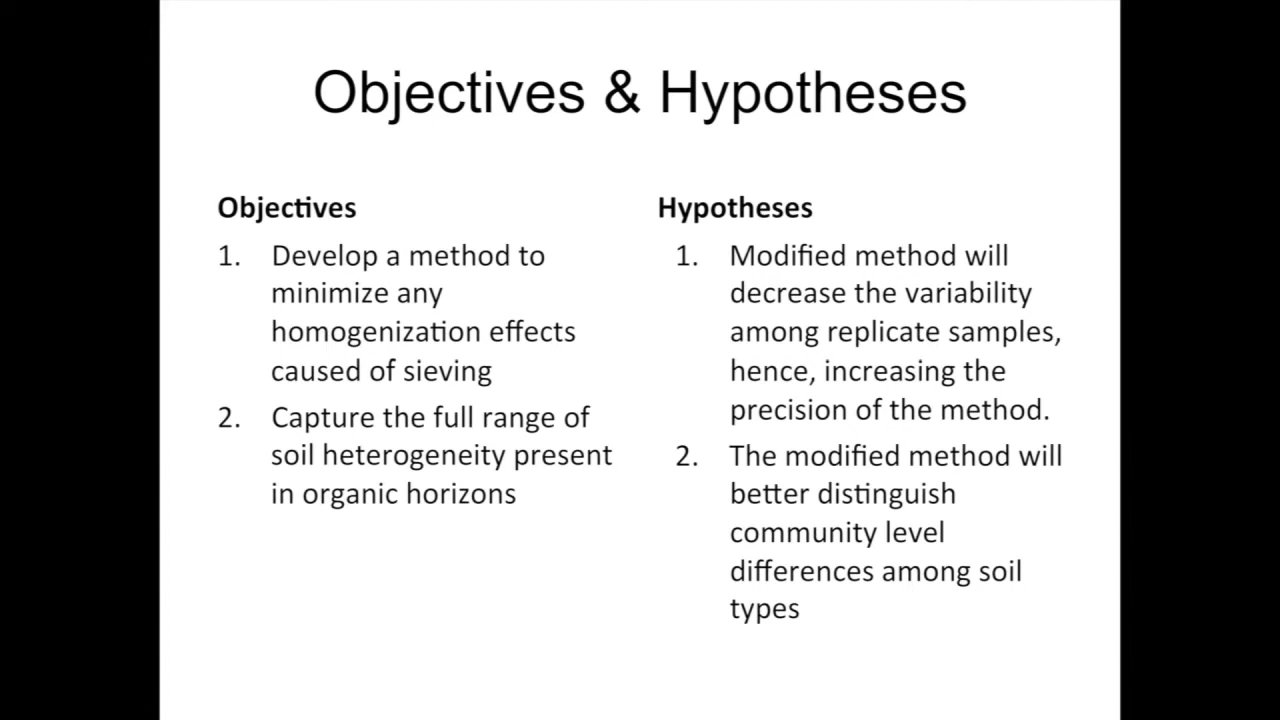 Objectives & Hypotheses
Objectives
1. Develop a method to
minimize any
homogenization effects
caused of sieving
2. Capture the full range of
soil heterogeneity present
in organic horizons
Hypotheses
1. Modified method will
decrease the variability
among replicate samples,
hence, increasing the
precision of the method.
2. The modified method will
better distinguish
community level
differences among soil
types